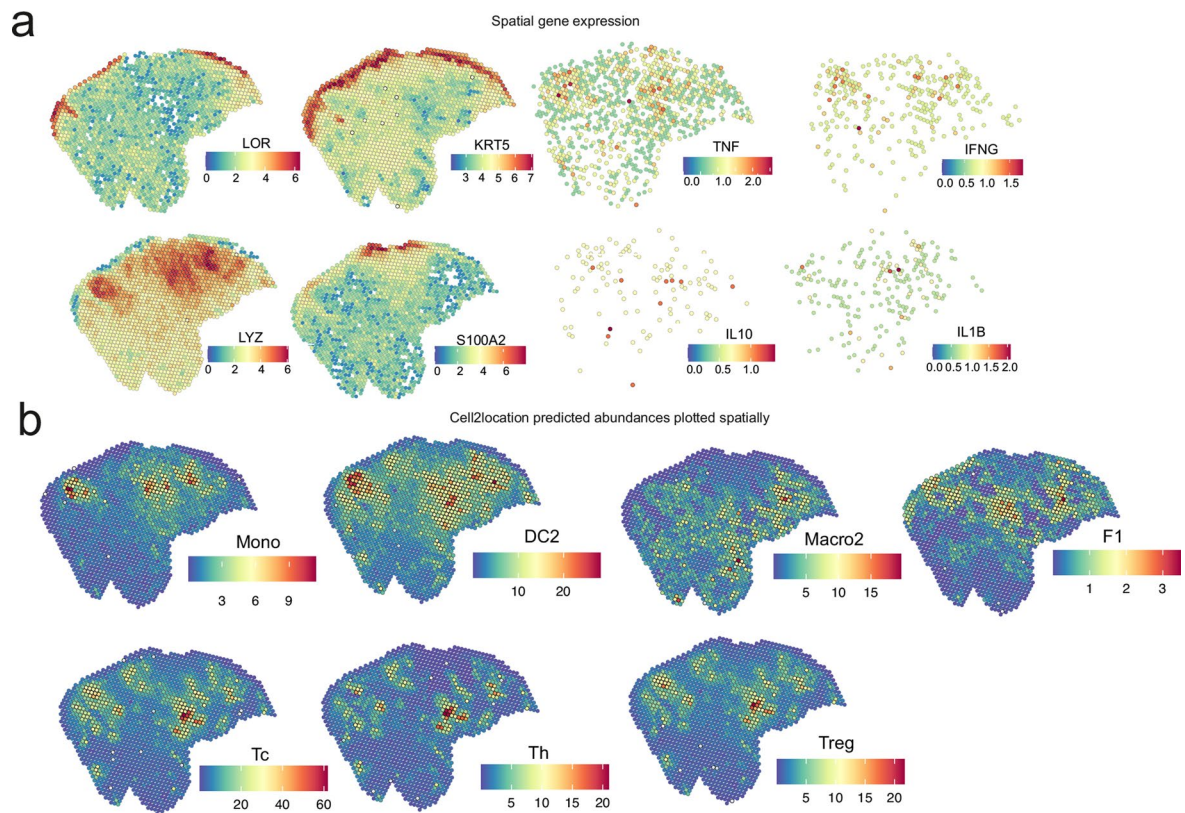 a
Spatial gene expression
LOR
0 2 4 6
KRT5
3 4 5 6 7
TNF
0.0 1.0 2.0
IFNG
0.0 0.5 1.0 1.5
LYZ
0 2 4 6
S100A2
0 2 4 6
IL10
0.0 0.5 1.0
IL1B
0.0 0.5 1.0 1.5 2.0
b
Cell2location predicted abundances plotted spatially
Mono
3 6 9
DC2
10 20
Macro2
5 10 15
F1
1 2 3
Tc
20 40 60
Th
5 10 15 20
Treg
5 10 15 20